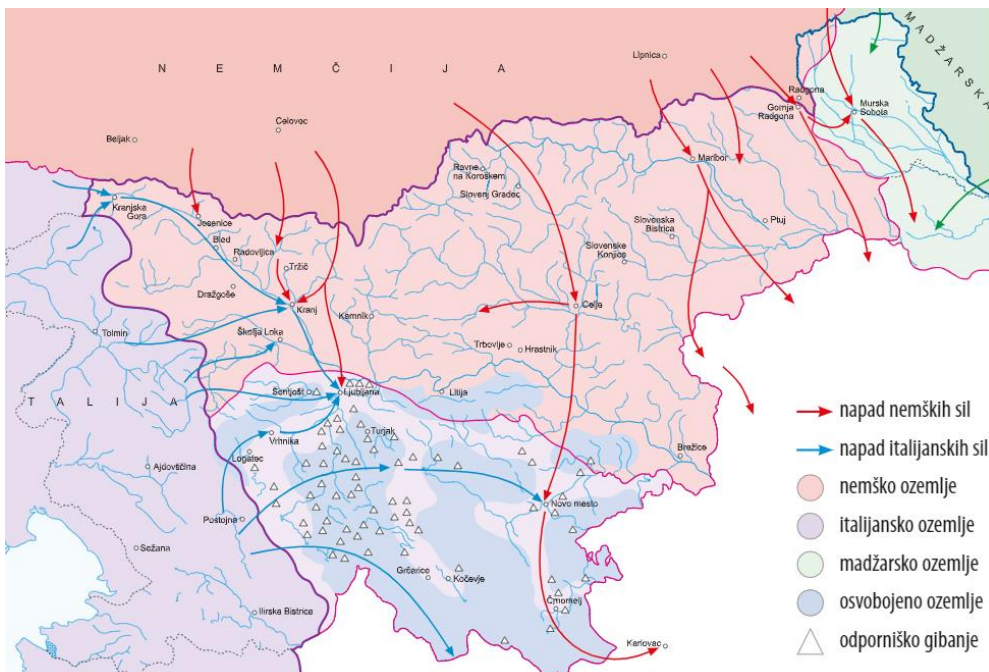 MADŽARSKA
NEMČIJA
Lipnica
Radgona
Gornja
Radgona
Murska
Sobota
Beljak
Celovec
Maribor
Ravne
na Koroškem
Slovenj Gradec
Kranjska
Gora
Jesenice
Bled
Radovljica
Tržič
Dražgoše
Slovenska
Bistrica
Ptuj
Slovenske
Konjice
Kranj
Kamnik
Celje
Tolmin
Škofja Loka
Trbovlje
Hrastnik
TALIJA
Šentjošt
Ljubljana
Litija
Vrhnika
Turjak
Logatec
Brežice
Ajdovščina
Postojna
Novo mesto
Sežana
Grčarice
Kočevje
Črnomelj
Ilirska Bistrica
Karlovac
napad nemških sil
napad italijanskih sil
nemško ozemlje
italijansko ozemlje
madžarsko ozemlje
osvobojeno ozemlje
odporniško gibanje